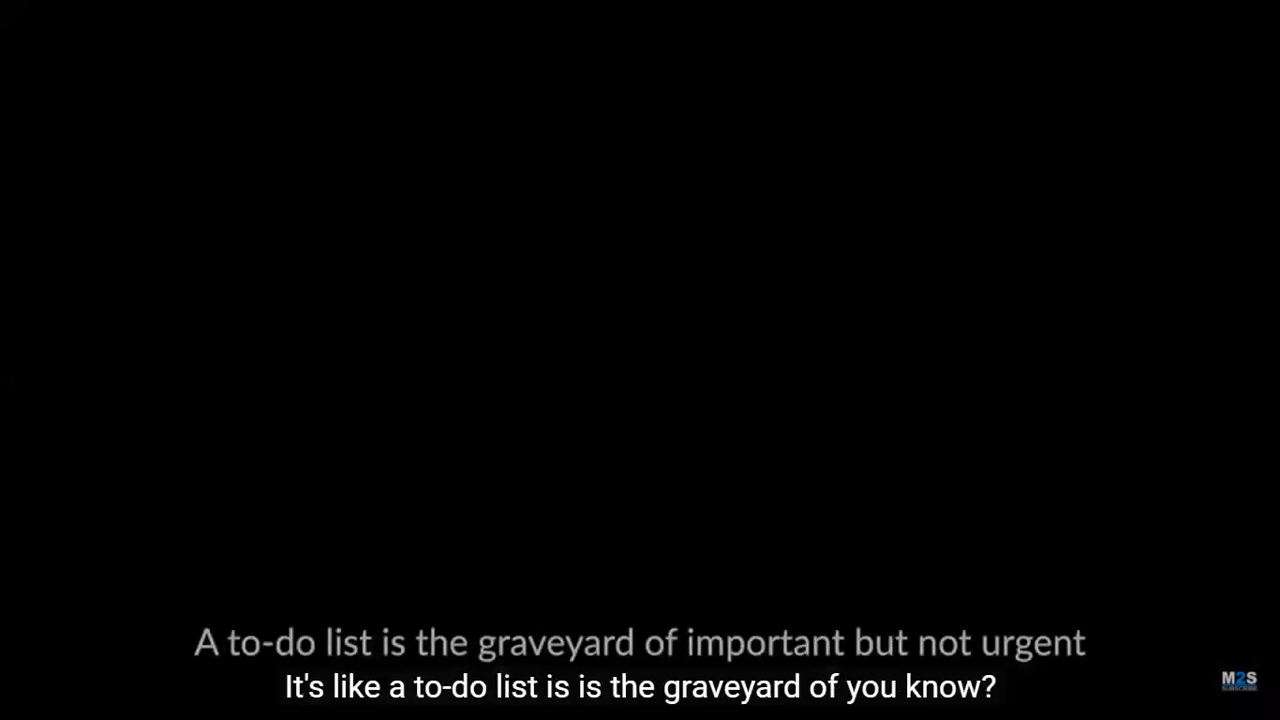 A to-do list is the graveyard of important but not urgent
It's like a to-do list is is the graveyard of you know?
M2S
SUBSCRIBE